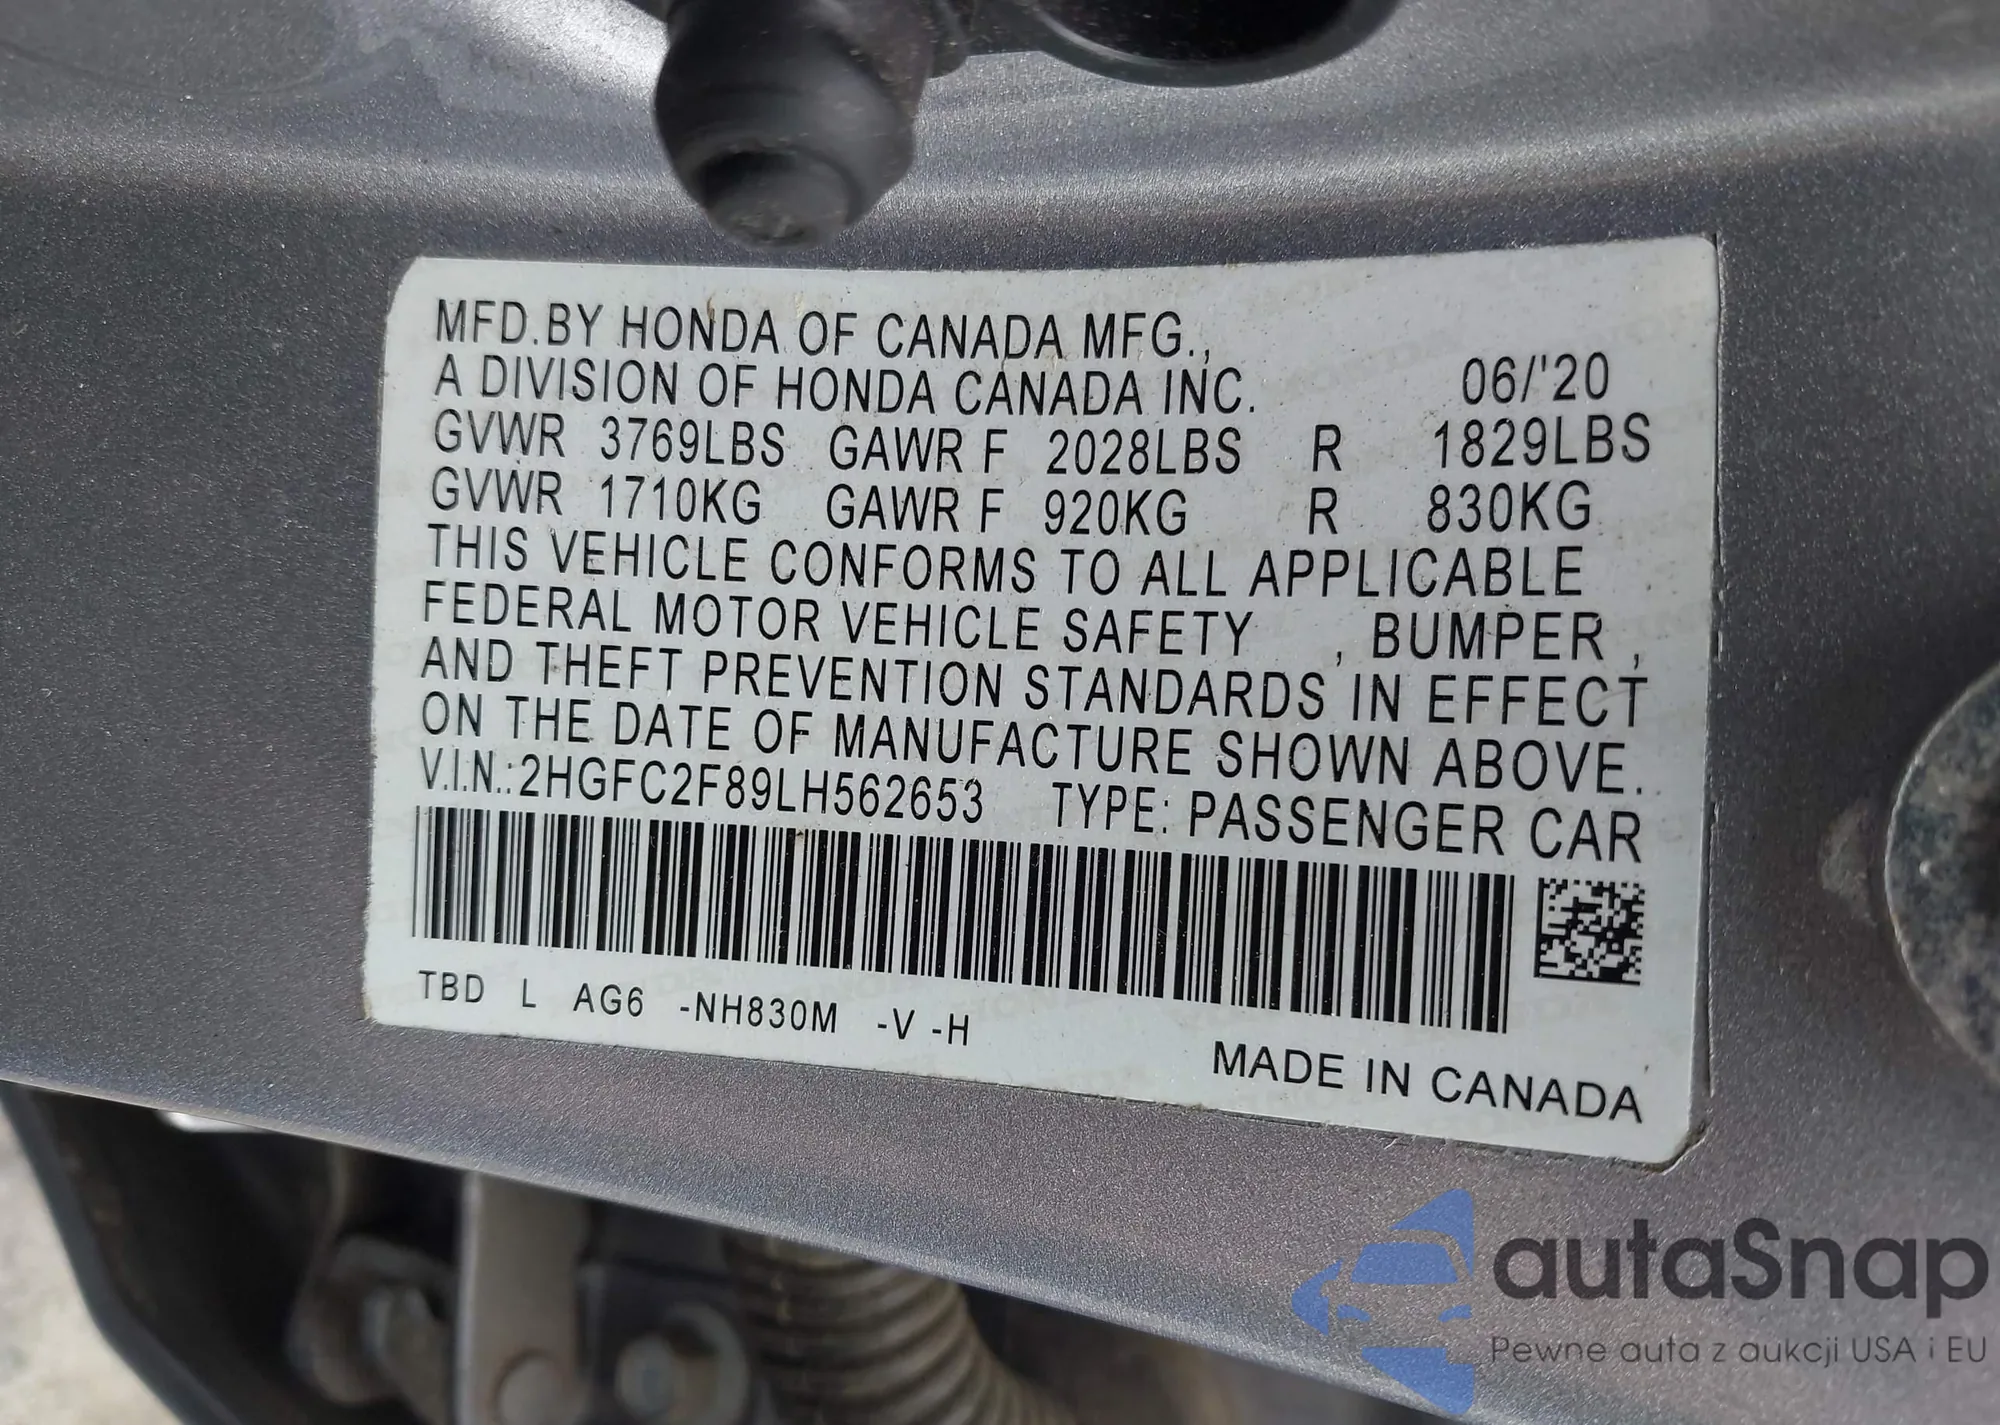 MFD.BY HONDA OF CANADA MFG.,
A DIVISION OF HONDA CANADA INC. 06/'20
GVWR 3769LBS GAWR F 2028LBS R 1829LBS
GVWR 1710KG GAWR F 920KG R 830KG
THIS VEHICLE CONFORMS TO ALL APPLICABLE
FEDERAL MOTOR VEHICLE SAFETY , BUMPER ,
AND THEFT PREVENTION STANDARDS IN EFFECT
ON THE DATE OF MANUFACTURE SHOWN ABOVE.
V.I.N.:2HGFC2F89LH562653 TYPE: PASSENGER CAR
TBD L AG6 -NH830M -V -H
MADE IN CANADA
autaSnap
Pewne auta z aukcji USA i EU